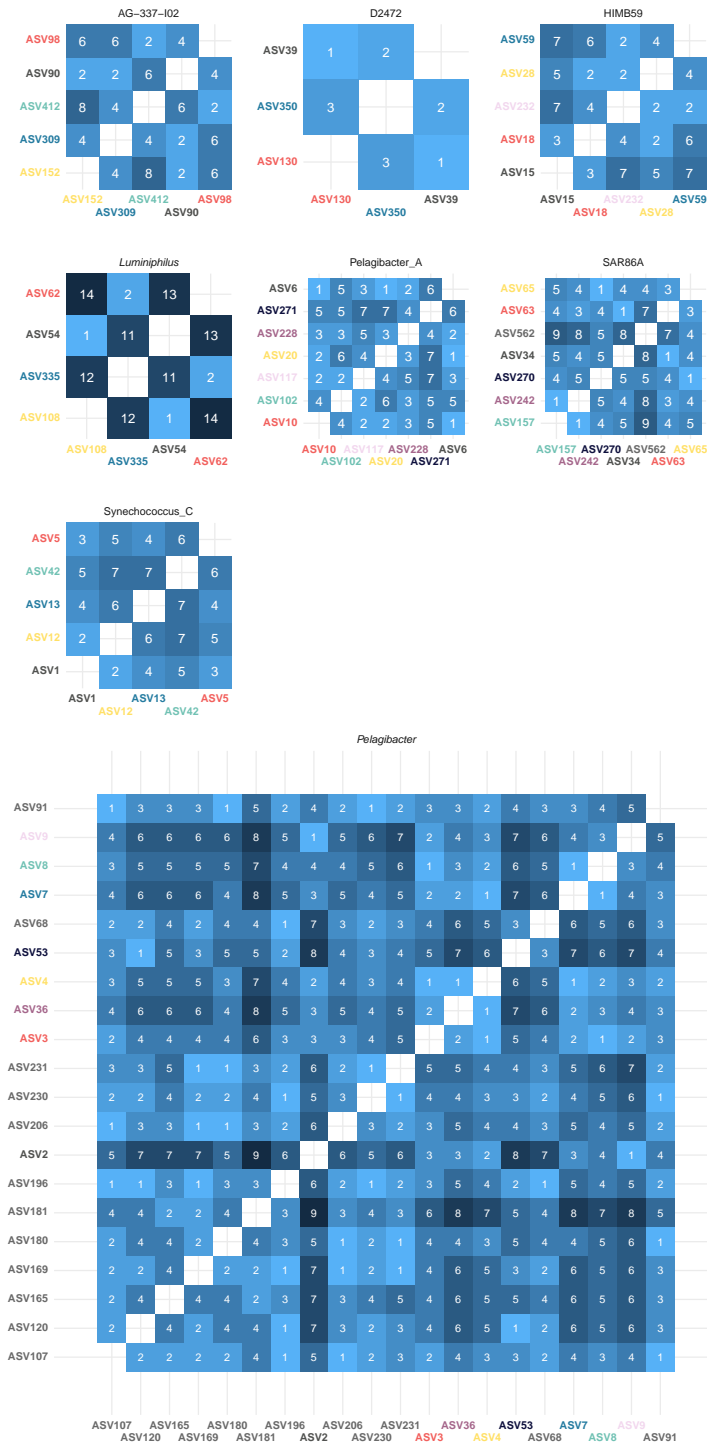 AG−337−I02 D2472 HIMB59
ASV98 6 6 2 4 ASV39 1 2 ASV59 7 6 2 4
ASV90 2 2 6 4 ASV28 5 2 2 4
ASV412 8 4 6 2 ASV350 3 2 ASV232 7 4 2 2
ASV309 4 4 2 6 ASV18 3 4 2 6
ASV152 4 8 2 6 ASV130 3 1 ASV15 3 7 5 7
ASV152 ASV412 ASV98 ASV130 ASV39 ASV15 ASV232 ASV59
ASV309 ASV90 ASV350 ASV18 ASV28
Luminiphilus Pelagibacter_A SAR86A
ASV62 14 2 13
ASV54 1 11 13
ASV335 12 11 2
ASV108 12 1 14
ASV108 ASV54
ASV335 ASV62
ASV6 1 5 3 1 2 6
ASV271 5 5 7 7 4 6
ASV228 3 3 5 3 4 2
ASV20 2 6 4 3 7 1
ASV117 2 2 4 5 7 3
ASV102 4 2 6 3 5 5
ASV10 4 2 2 3 5 1
ASV10 ASV117 ASV228 ASV6
ASV102 ASV20 ASV271
ASV65 5 4 1 4 4 3
ASV63 4 3 4 1 7 3
ASV562 9 8 5 8 7 4
ASV34 5 4 5 8 1 4
ASV270 4 5 5 5 4 1
ASV242 1 5 4 8 3 4
ASV157 1 4 5 9 4 5
ASV157 ASV270 ASV562 ASV65
ASV242 ASV34 ASV63
Synechococcus_C
ASV5 3 5 4 6
ASV42 5 7 7 6
ASV13 4 6 7 4
ASV12 2 6 7 5
ASV1 2 4 5 3
ASV1 ASV13 ASV5
ASV12 ASV42
Pelagibacter
ASV91 1 3 3 3 1 5 2 4 2 1 2 3 3 2 4 3 3 4 5
ASV9 4 6 6 6 6 8 5 1 5 6 7 2 4 3 7 6 4 3 5
ASV8 3 5 5 5 5 7 4 4 4 5 6 1 3 2 6 5 1 3 4
ASV7 4 6 6 6 4 8 5 3 5 4 5 2 2 1 7 6 1 4 3
ASV68 2 2 4 2 4 4 1 7 3 2 3 4 6 5 3 6 5 6 3
ASV53 3 1 5 3 5 5 2 8 4 3 4 5 7 6 3 7 6 7 4
ASV4 3 5 5 5 3 7 4 2 4 3 4 1 1 6 5 1 2 3 2
ASV36 4 6 6 6 4 8 5 3 5 4 5 2 1 7 6 2 3 4 3
ASV3 2 4 4 4 4 6 3 3 3 4 5 2 1 5 4 2 1 2 3
ASV231 3 3 5 1 1 3 2 6 2 1 5 5 4 4 3 5 6 7 2
ASV230 2 2 4 2 2 4 1 5 3 1 4 4 3 3 2 4 5 6 1
ASV206 1 3 3 1 1 3 2 6 3 2 3 5 4 4 3 5 4 5 2
ASV2 5 7 7 7 5 9 6 6 5 6 3 3 2 8 7 3 4 1 4
ASV196 1 1 3 1 3 3 6 2 1 2 3 5 4 2 1 5 4 5 2
ASV181 4 4 2 2 4 3 9 3 4 3 6 8 7 5 4 8 7 8 5
ASV180 2 4 4 2 4 3 5 1 2 1 4 4 3 5 4 4 5 6 1
ASV169 2 2 4 2 2 1 7 1 2 1 4 6 5 3 2 6 5 6 3
ASV165 2 4 4 4 2 3 7 3 4 5 4 6 5 5 4 6 5 6 3
ASV120 2 4 2 4 4 1 7 3 2 3 4 6 5 1 2 6 5 6 3
ASV107 2 2 2 2 4 1 5 1 2 3 2 4 3 3 2 4 3 4 1
ASV107 ASV165 ASV180 ASV196 ASV206 ASV231 ASV36 ASV53 ASV7 ASV9
ASV120 ASV169 ASV181 ASV2 ASV230 ASV3 ASV4 ASV68 ASV8 ASV91